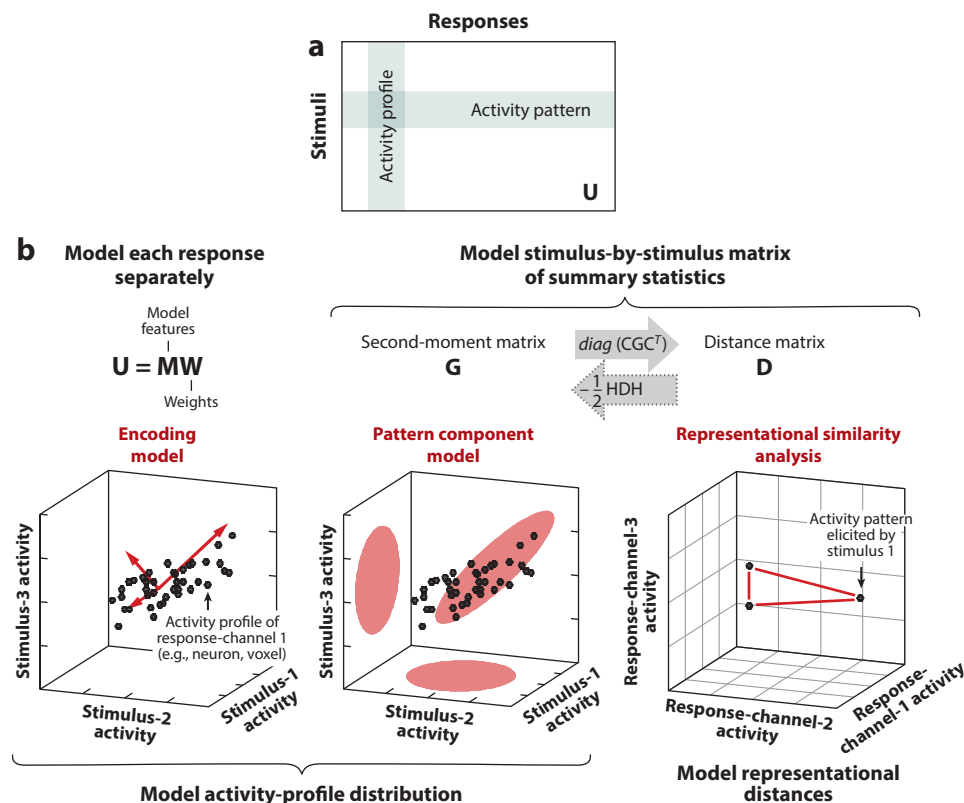 Responses
a
Stimuli
Activity profile
Activity pattern
U
b
Model each response
separately
Model
features
U = MW
Weights
Model stimulus-by-stimulus matrix
of summary statistics
Second-moment matrix
G
diag (CGC^T)
-1/2 HDH
Distance matrix
D
Encoding
model
Stimulus-3 activity
Activity profile of
response-channel 1
(e.g., neuron, voxel)
Stimulus-2
activity
Stimulus-1
activity
Pattern component
model
Stimulus-3 activity
Stimulus-2
activity
Stimulus-1
activity
Representational similarity
analysis
Response-channel-3
activity
Activity pattern
elicited by
stimulus 1
Response-channel-2
activity
Response-
channel-1 activity
Model activity-profile distribution
Model representational
distances